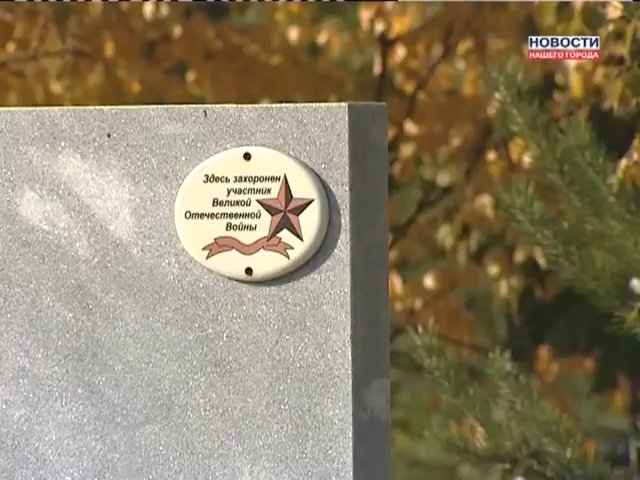 НОВОСТИ
НАШЕГО ГОРОДА
Здесь захоронен
участник
Великой
Отечественной
Войны